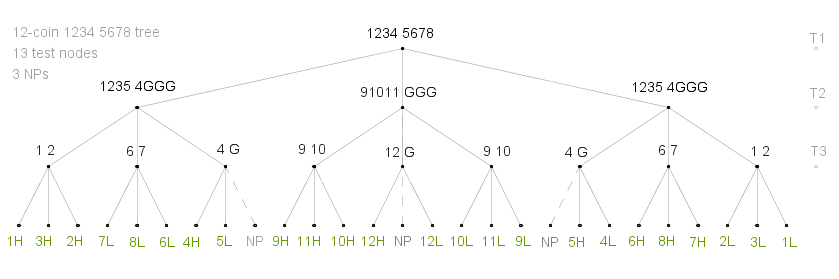 12-coin 1234 5678 tree
13 test nodes
3 NPs
1234 5678
T1
1235 4GGG
91011 GGG
1235 4GGG
T2
1 2
6 7
4 G
9 10
12 G
9 10
4 G
6 7
1 2
T3
1H 3H 2H 7L 8L 6L 4H 5L NP 9H 11H 10H 12H NP 12L 10L 11L 9L NP 5H 4L 6H 8H 7H 2L 3L 1L